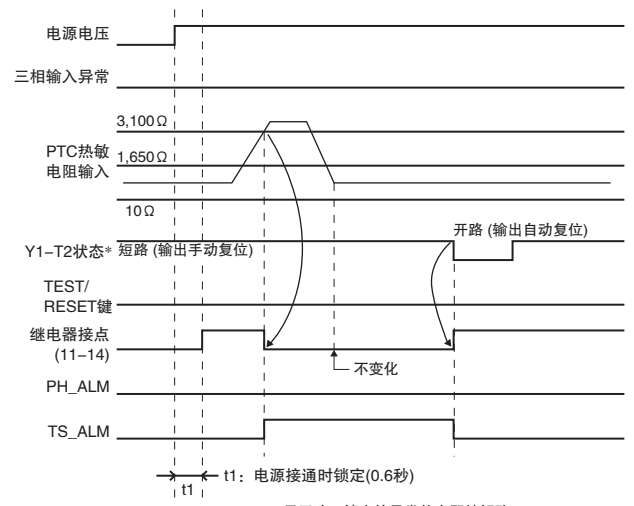 电源电压
三相输入异常
3,100Ω
PTC热敏
电阻输入
1,650Ω
10Ω
开路 (输出自动复位)
Y1-T2状态* 短路 (输出手动复位)
TEST/
RESET键
继电器接点
(11-14)
不变化
PH_ALM
TS_ALM
t1：电源接通时锁定(0.6秒)
t1